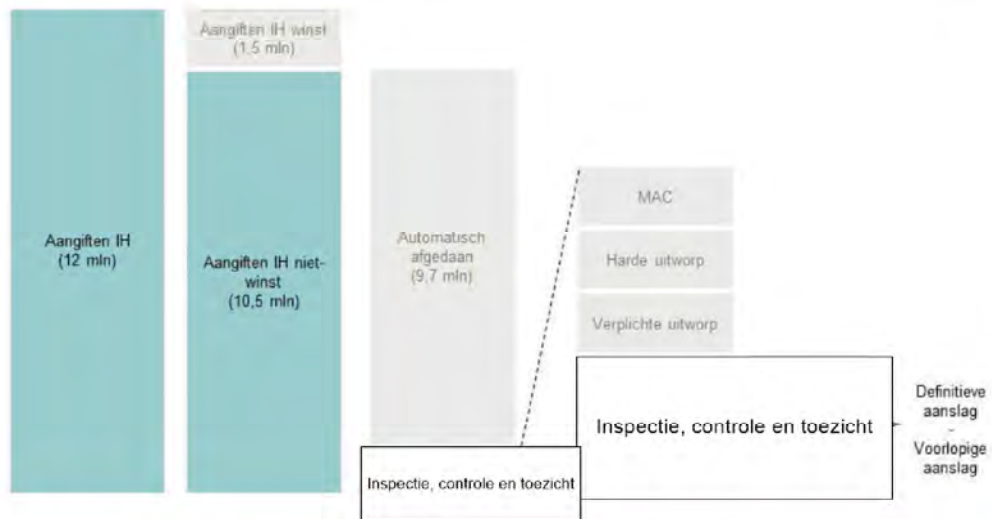 Aangiften IH
(12 mln)
Aangiften IH winst
(1,5 mln)
Aangiften IH niet-
winst
(10,5 mln)
Automatisch
afgedaan
(9,7 mln)
Inspectie, controle en toezicht
MAC
Harde uitworp
Verplichte uitworp
Inspectie, controle en toezicht
Definitieve
aanslag
-
Voorlopige
aanslag